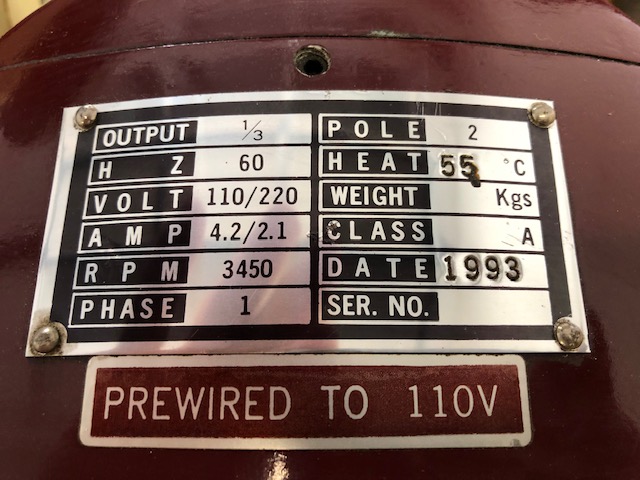 OUTPUT 1/3 POLE 2
HZ 60 HEAT 55 °C
VOLT 110/220 WEIGHT Kgs
AMP 4.2/2.1 CLASS A
RPM 3450 DATE 1993
PHASE 1 SER. NO.
PREWIRED TO 110V